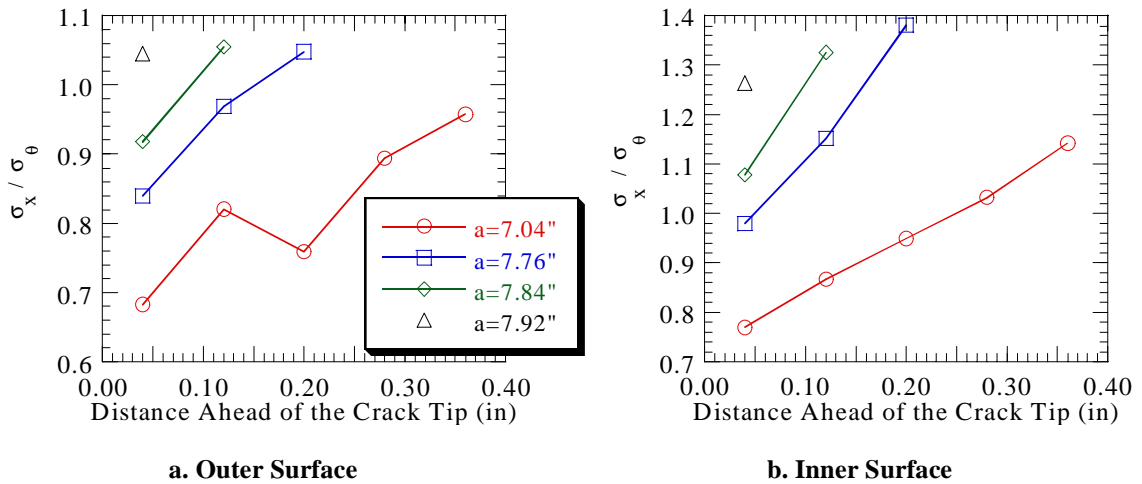 1.1
1.0
0.9
0.8
0.7
0.6
σx / σθ
0.00 0.10 0.20 0.30 0.40
Distance Ahead of the Crack Tip (in)
a=7.04"
a=7.76"
a=7.84"
a=7.92"
a. Outer Surface
1.4
1.3
1.2
1.1
1.0
0.9
0.8
0.7
σx / σθ
0.00 0.10 0.20 0.30 0.40
Distance Ahead of the Crack Tip (in)
b. Inner Surface